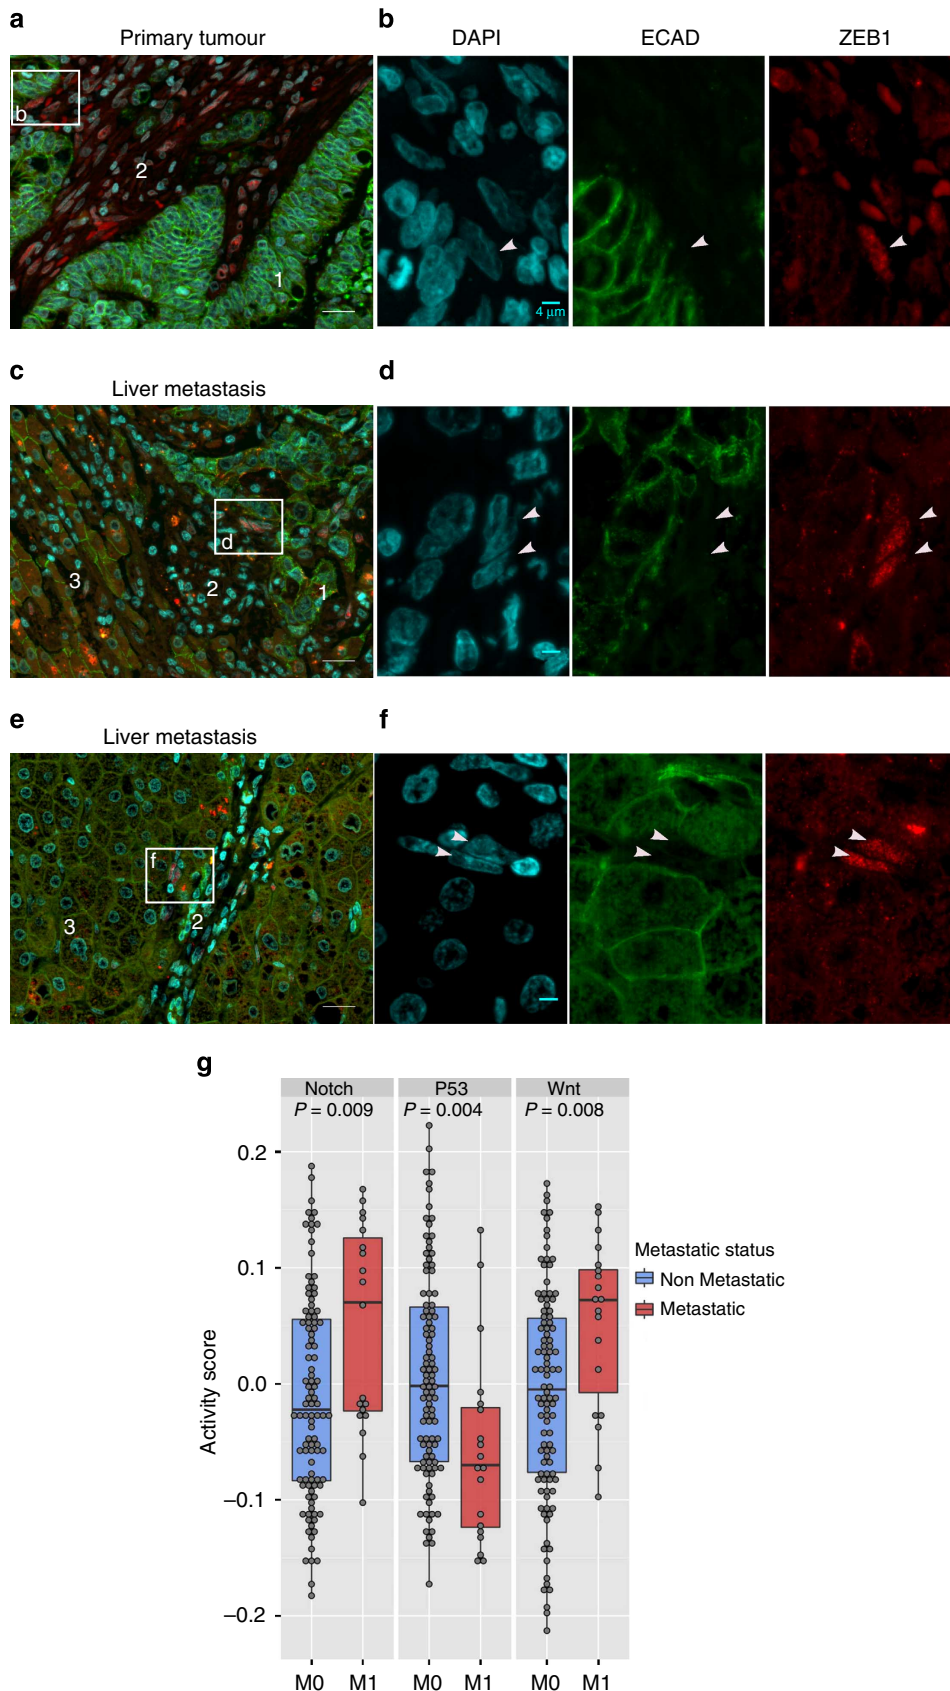 a
Primary tumour
b
2
1
b
DAPI
ECAD
ZEB1
4 µm
c
Liver metastasis
d
3
2
1
d
e
Liver metastasis
f
3
2
f
g
Notch
P53
Wnt
P = 0.009
P = 0.004
P = 0.008
0.2
0.1
0.0
–0.1
–0.2
Activity score
M0
M1
M0
M1
M0
M1
Metastatic status
Non Metastatic
Metastatic